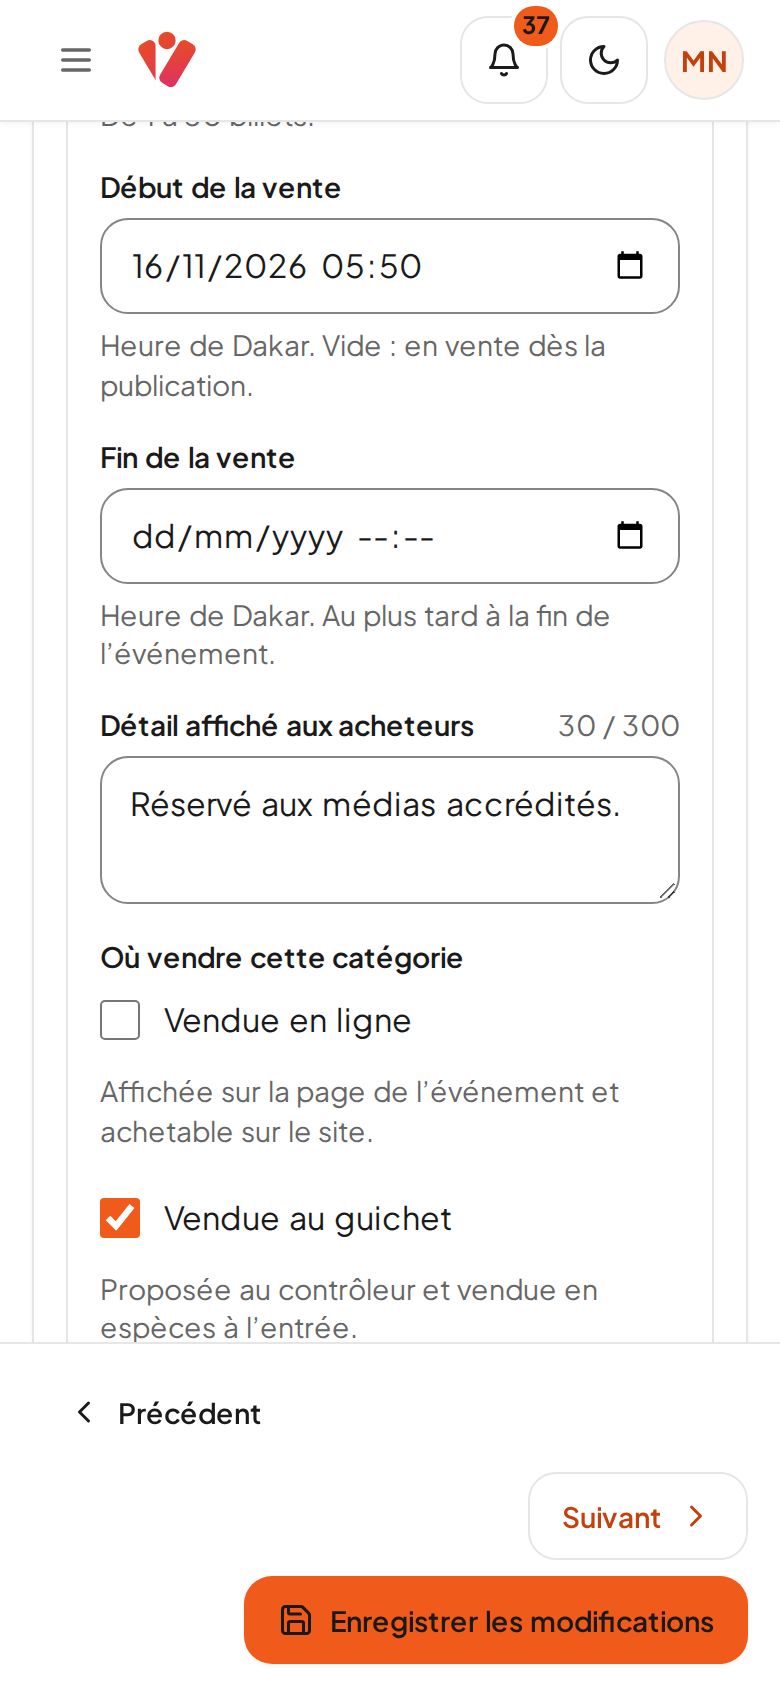 37
MN
Début de la vente
16/11/2026 05:50
Heure de Dakar. Vide : en vente dès la
publication.
Fin de la vente
dd/mm/yyyy --:--
Heure de Dakar. Au plus tard à la fin de
l’événement.
Détail affiché aux acheteurs 30 / 300
Réservé aux médias accrédités.
Où vendre cette catégorie
Vendue en ligne
Affichée sur la page de l’événement et
achetable sur le site.
Vendue au guichet
Proposée au contrôleur et vendue en
espèces à l’entrée.
Précédent
Suivant
Enregistrer les modifications